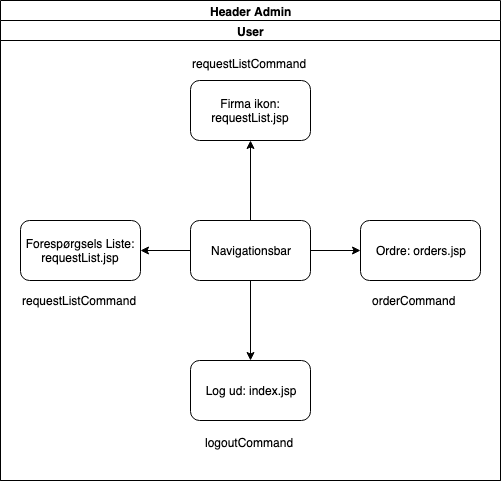 Header Admin
User
requestListCommand
Firma ikon:
requestList.jsp
Forespørgsels Liste:
requestList.jsp
Navigationsbar
Ordre: orders.jsp
requestListCommand
orderCommand
Log ud: index.jsp
logoutCommand